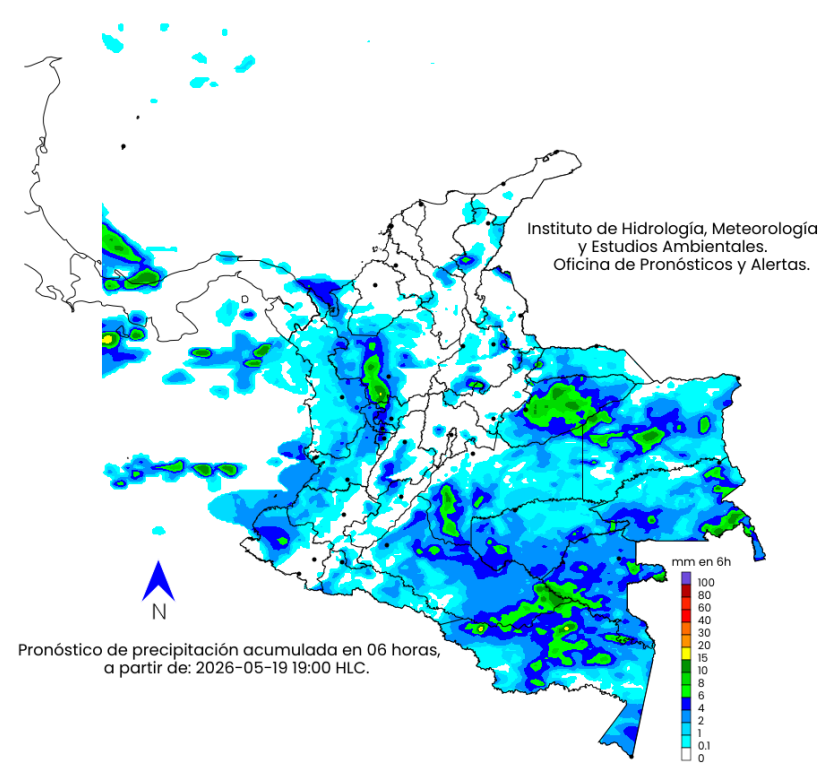 Instituto de Hidrología, Meteorología
y Estudios Ambientales.
Oficina de Pronósticos y Alertas.
mm en 6h
100
80
60
40
30
20
15
10
8
6
4
2
1
0.1
0
N
Pronóstico de precipitación acumulada en 06 horas,
a partir de: 2026-05-19 19:00 HLC.